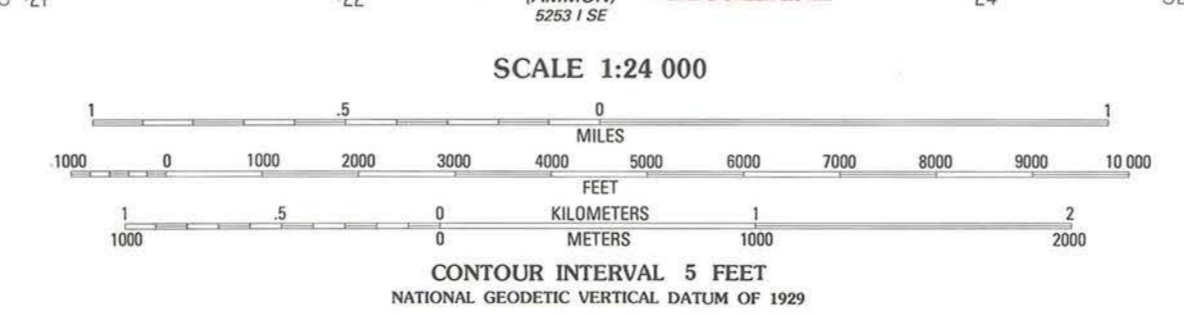 5253 I SE
SCALE 1:24 000
1 .5 0 1
MILES
1000 0 1000 2000 3000 4000 5000 6000 7000 8000 9000 10 000
FEET
1 .5 0 KILOMETERS 1 2
1000 0 METERS 1000 2000
CONTOUR INTERVAL 5 FEET
NATIONAL GEODETIC VERTICAL DATUM OF 1929